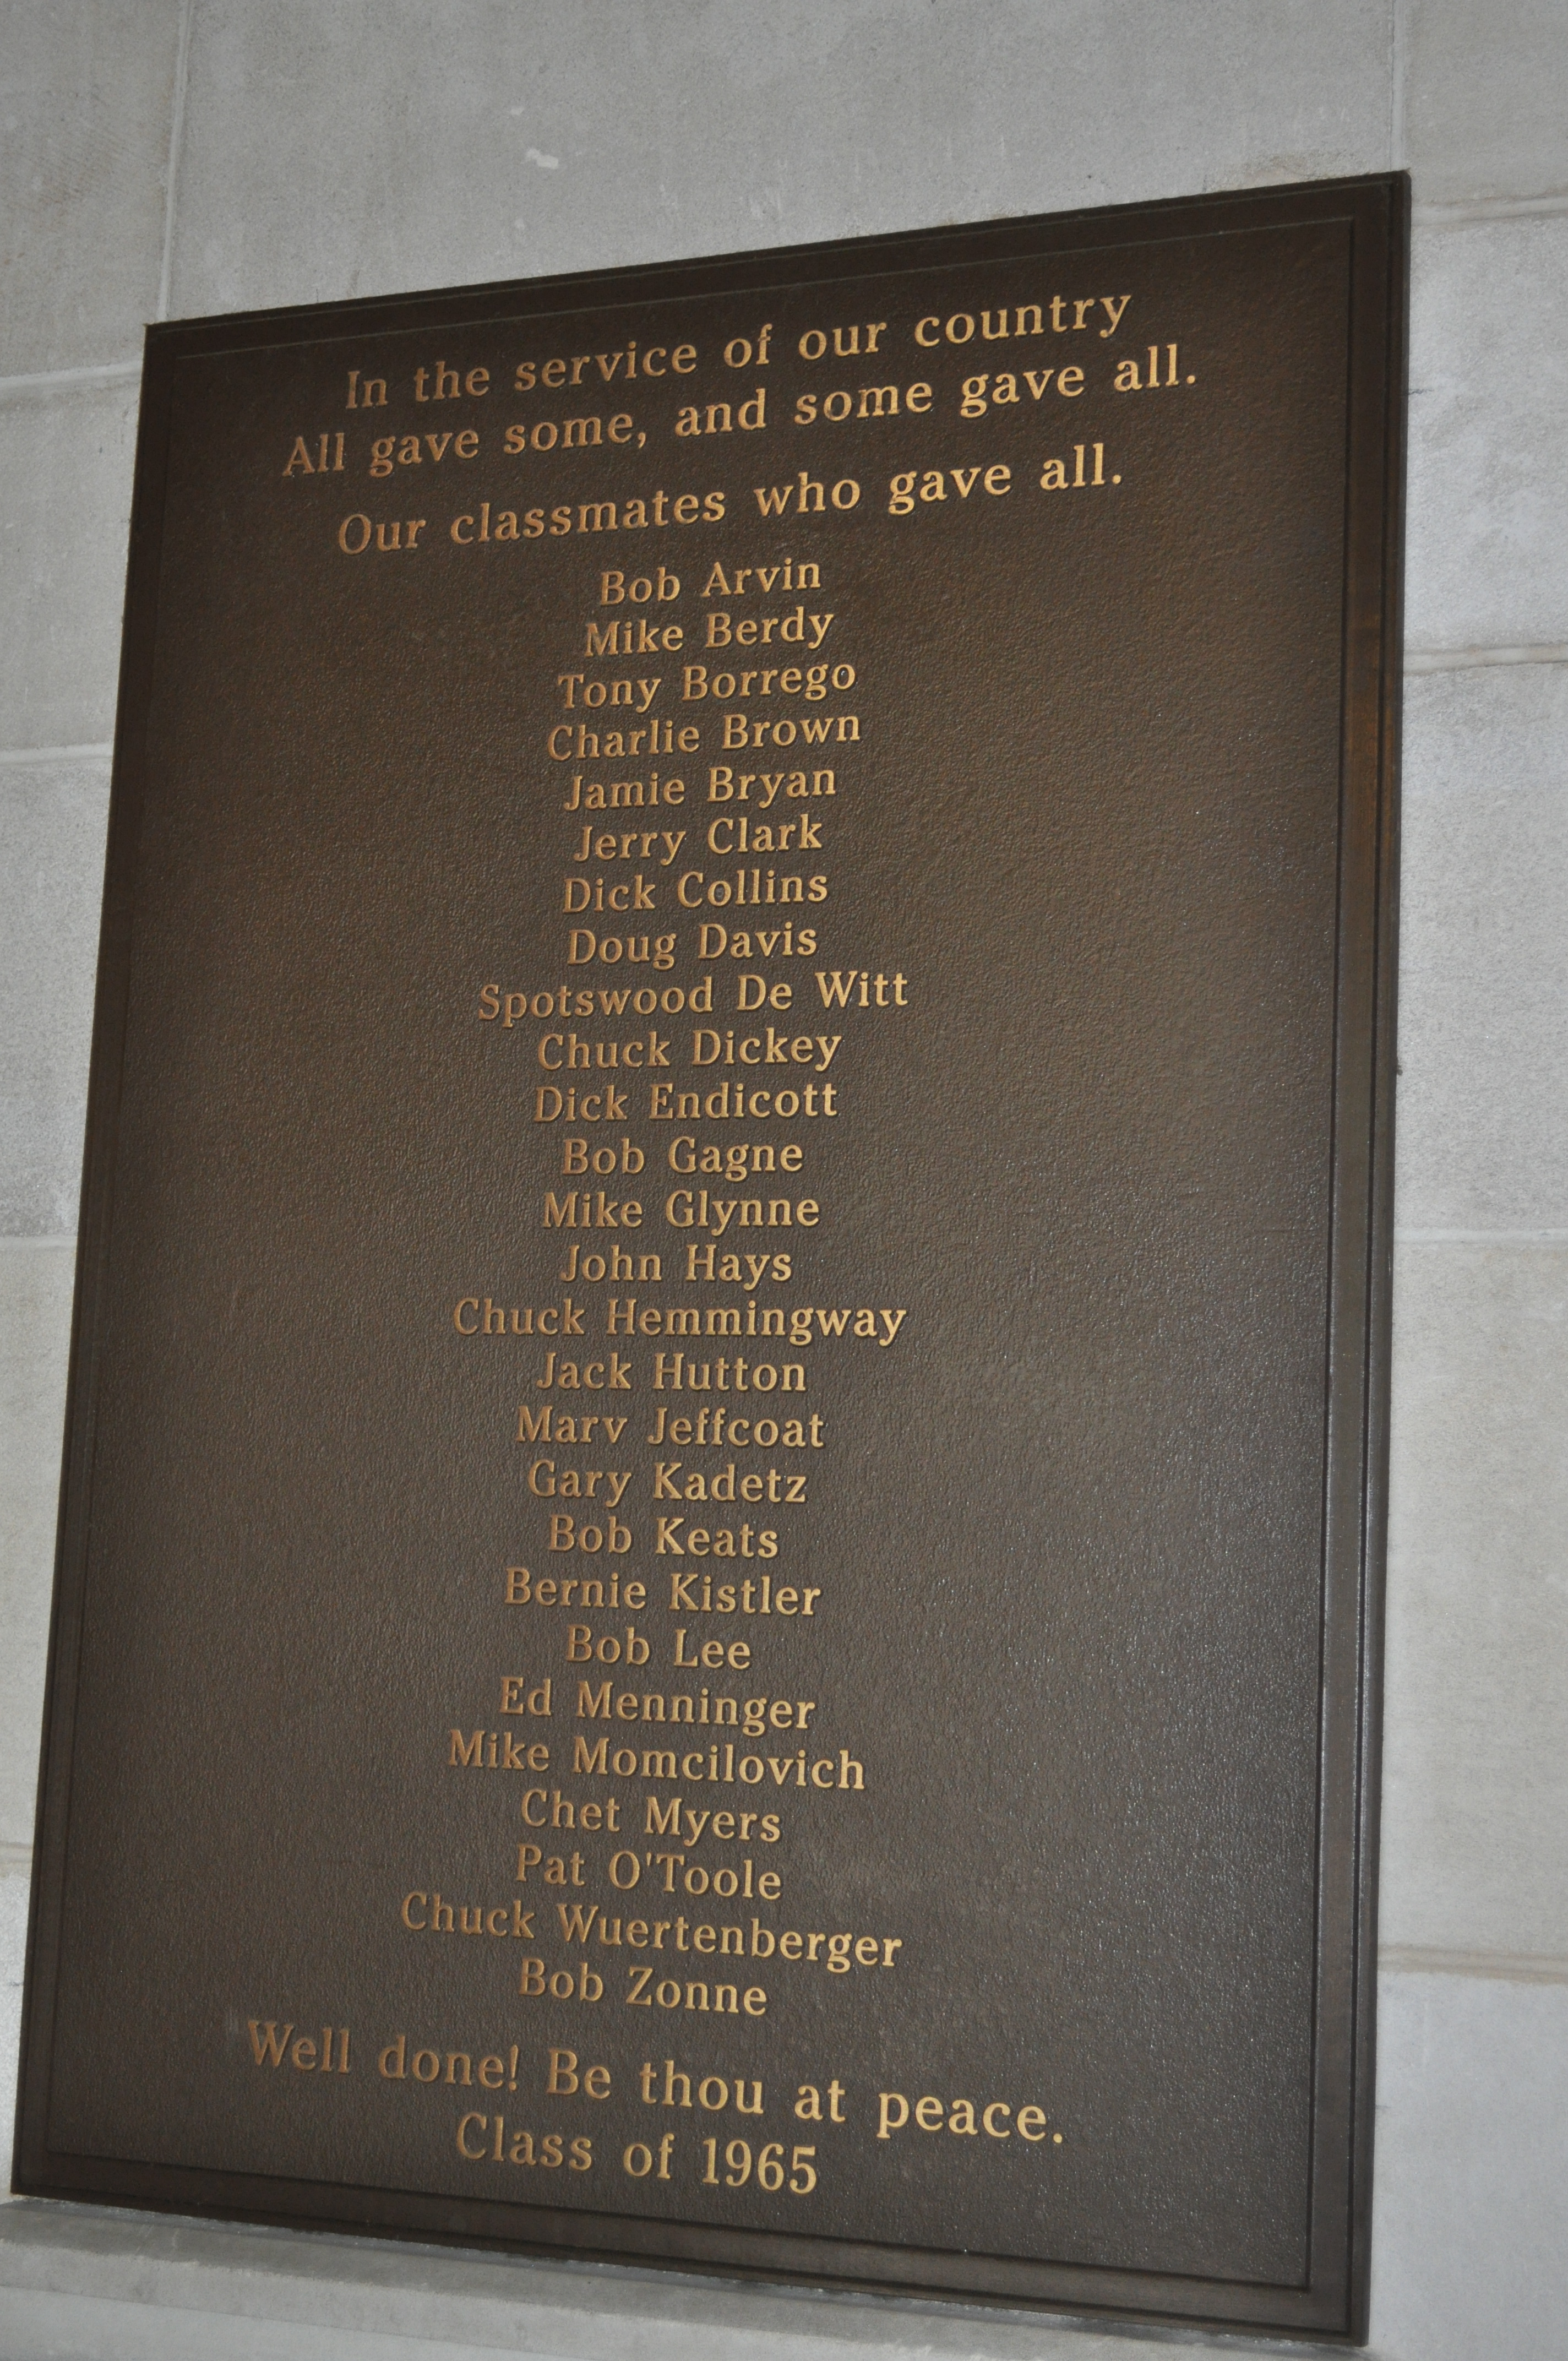 In the service of our country
All gave some, and some gave all.
Our classmates who gave all.
Bob Arvin
Mike Berdy
Tony Borrego
Charlie Brown
Jamie Bryan
Jerry Clark
Dick Collins
Doug Davis
Spotswood De Witt
Chuck Dickey
Dick Endicott
Bob Gagne
Mike Glynne
John Hays
Chuck Hemmingway
Jack Hutton
Marv Jeffcoat
Gary Kadetz
Bob Keats
Bernie Kistler
Bob Lee
Ed Menninger
Mike Momcilovich
Chet Myers
Pat O'Toole
Chuck Wuertenberger
Bob Zonne
Well done! Be thou at peace.
Class of 1965